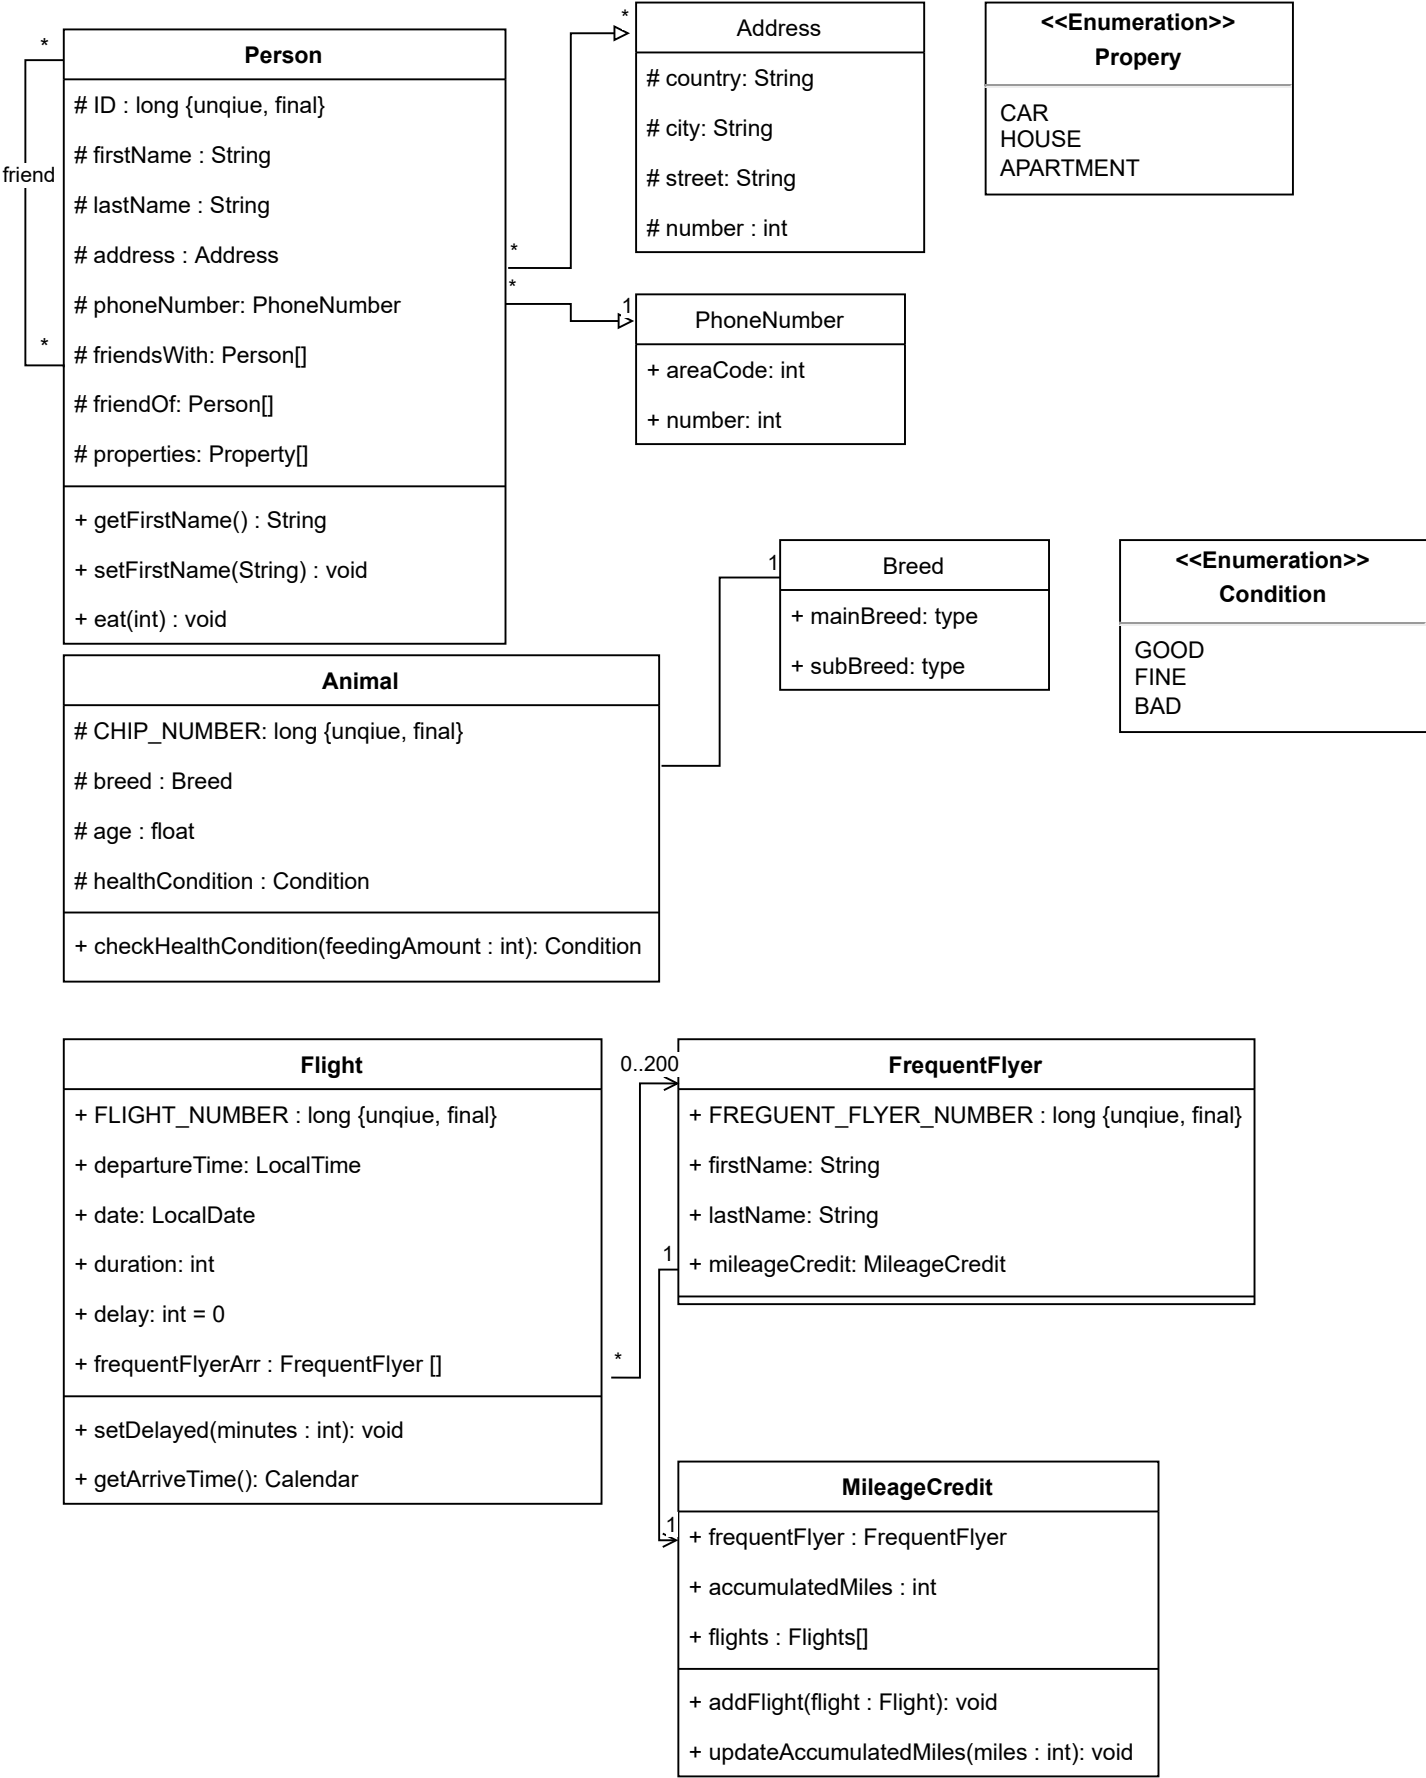 *
Person
# ID : long {unqiue, final}
# firstName : String
# lastName : String
# address : Address
# phoneNumber: PhoneNumber
# friendsWith: Person[]
# friendOf: Person[]
# properties: Property[]
+ getFirstName() : String
+ setFirstName(String) : void
+ eat(int) : void
friend
*
*
*
Address
# country: String
# city: String
# street: String
# number : int
<<Enumeration>>
Propery
CAR
HOUSE
APARTMENT
*
1
PhoneNumber
+ areaCode: int
+ number: int
1
Breed
+ mainBreed: type
+ subBreed: type
<<Enumeration>>
Condition
GOOD
FINE
BAD
Animal
# CHIP_NUMBER: long {unqiue, final}
# breed : Breed
# age : float
# healthCondition : Condition
+ checkHealthCondition(feedingAmount : int): Condition
Flight
+ FLIGHT_NUMBER : long {unqiue, final}
+ departureTime: LocalTime
+ date: LocalDate
+ duration: int
+ delay: int = 0
+ frequentFlyerArr : FrequentFlyer []
+ setDelayed(minutes : int): void
+ getArriveTime(): Calendar
*
0..200
FrequentFlyer
+ FREGUENT_FLYER_NUMBER : long {unqiue, final}
+ firstName: String
+ lastName: String
+ mileageCredit: MileageCredit
1
1
MileageCredit
+ frequentFlyer : FrequentFlyer
+ accumulatedMiles : int
+ flights : Flights[]
+ addFlight(flight : Flight): void
+ updateAccumulatedMiles(miles : int): void